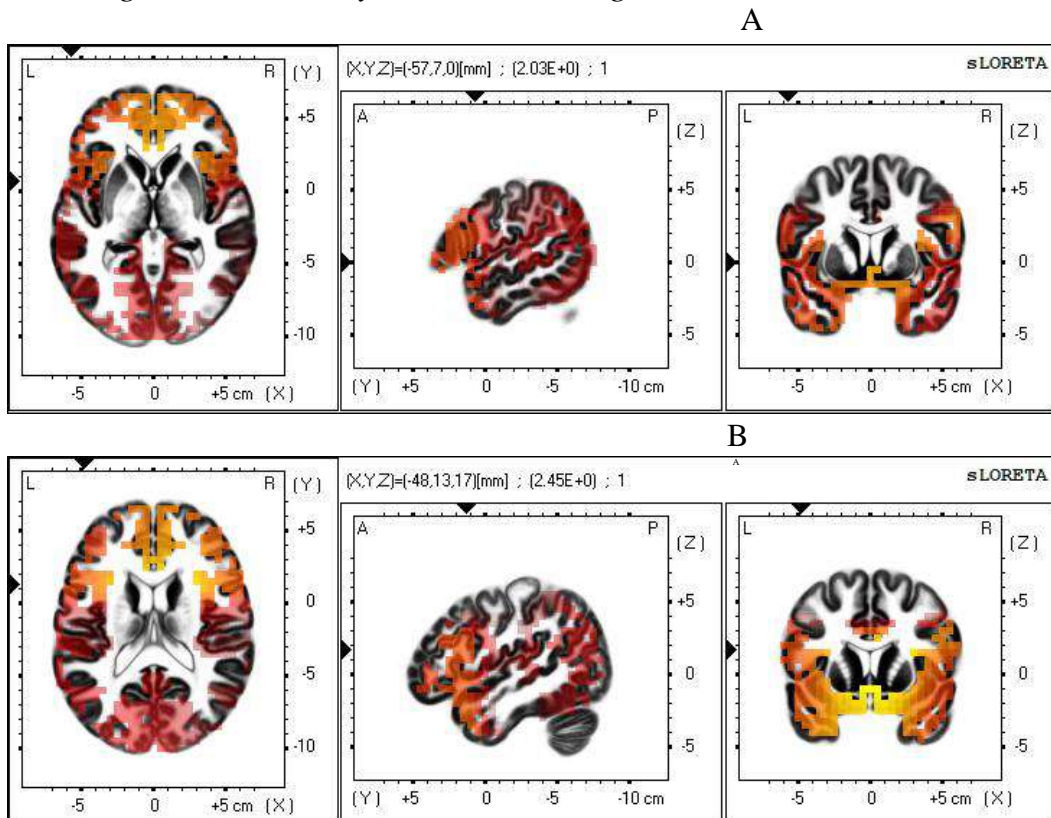 A
(X,Y,Z)=(-57,7,0)[mm] ; (2.03E+0) ; 1
sLORETA
L R (Y)
+5
0
-5
-10
-5 0 +5 cm (X)
A P (Z)
+5
0
-5
(Y) +5 0 -5 -10 cm
L R (Z)
+5
0
-5
-5 0 +5 cm (X)
B
A
(X,Y,Z)=(-48,13,17)[mm] ; (2.45E+0) ; 1
sLORETA
L R (Y)
+5
0
-5
-10
-5 0 +5 cm (X)
A P (Z)
+5
0
-5
(Y) +5 0 -5 -10 cm
L R (Z)
+5
0
-5
-5 0 +5 cm (X)